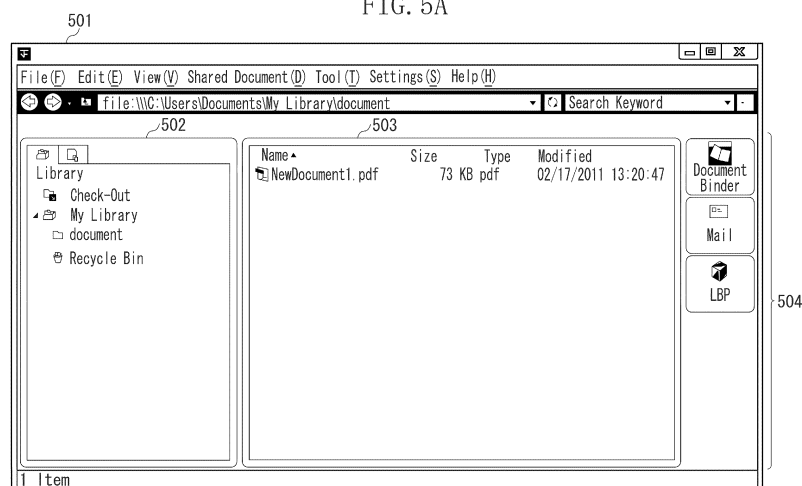 FIG. 5A
501
File(F) Edit(E) View(V) Shared Document(D) Tool(T) Settings(S) Help(H)
file:\\\C:\Users\Documents\My Library\document Search Keyword
502 503
Library
Check-Out
My Library
document
Recycle Bin
Name Size Type Modified
NewDocument1.pdf 73 KB pdf 02/17/2011 13:20:47
Document
Binder
Mail
LBP
504
1 Item